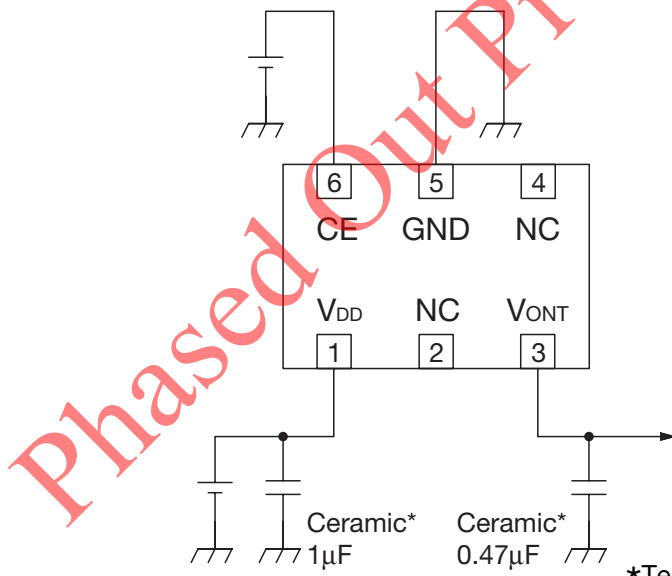 Phased Out
6 5 4
CE GND NC
VDD NC VONT
1 2 3
Ceramic* Ceramic*
1μF 0.47μF